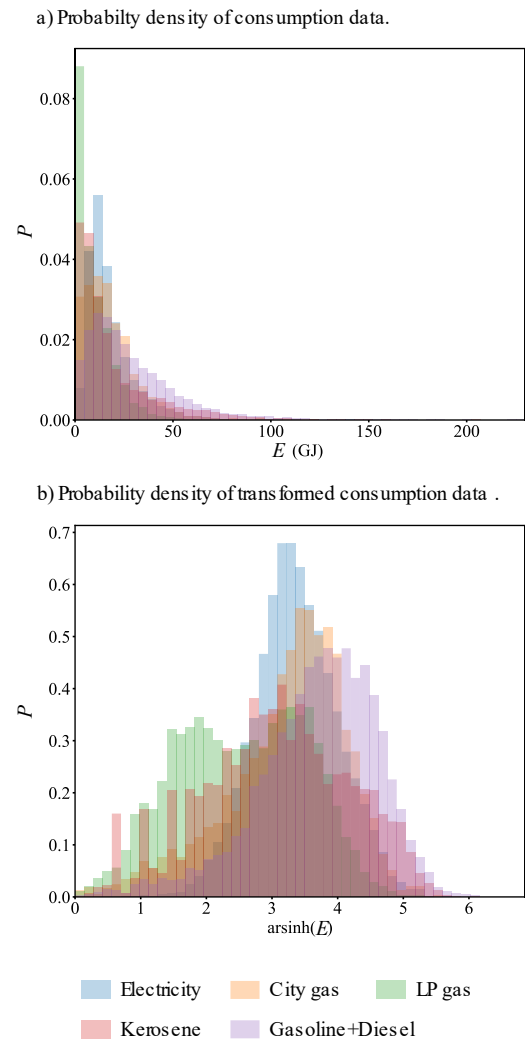 a) Probabilty density of consumption data.
0.08
0.06
P
0.04
0.02
0.00
0 50 100 150 200
E (GJ)
b) Probability density of transformed consumption data .
0.7
0.6
0.5
0.4
P
0.3
0.2
0.1
0.0
0 1 2 3 4 5 6
arsinh(E)
Electricity City gas LP gas
Kerosene Gasoline+Diesel